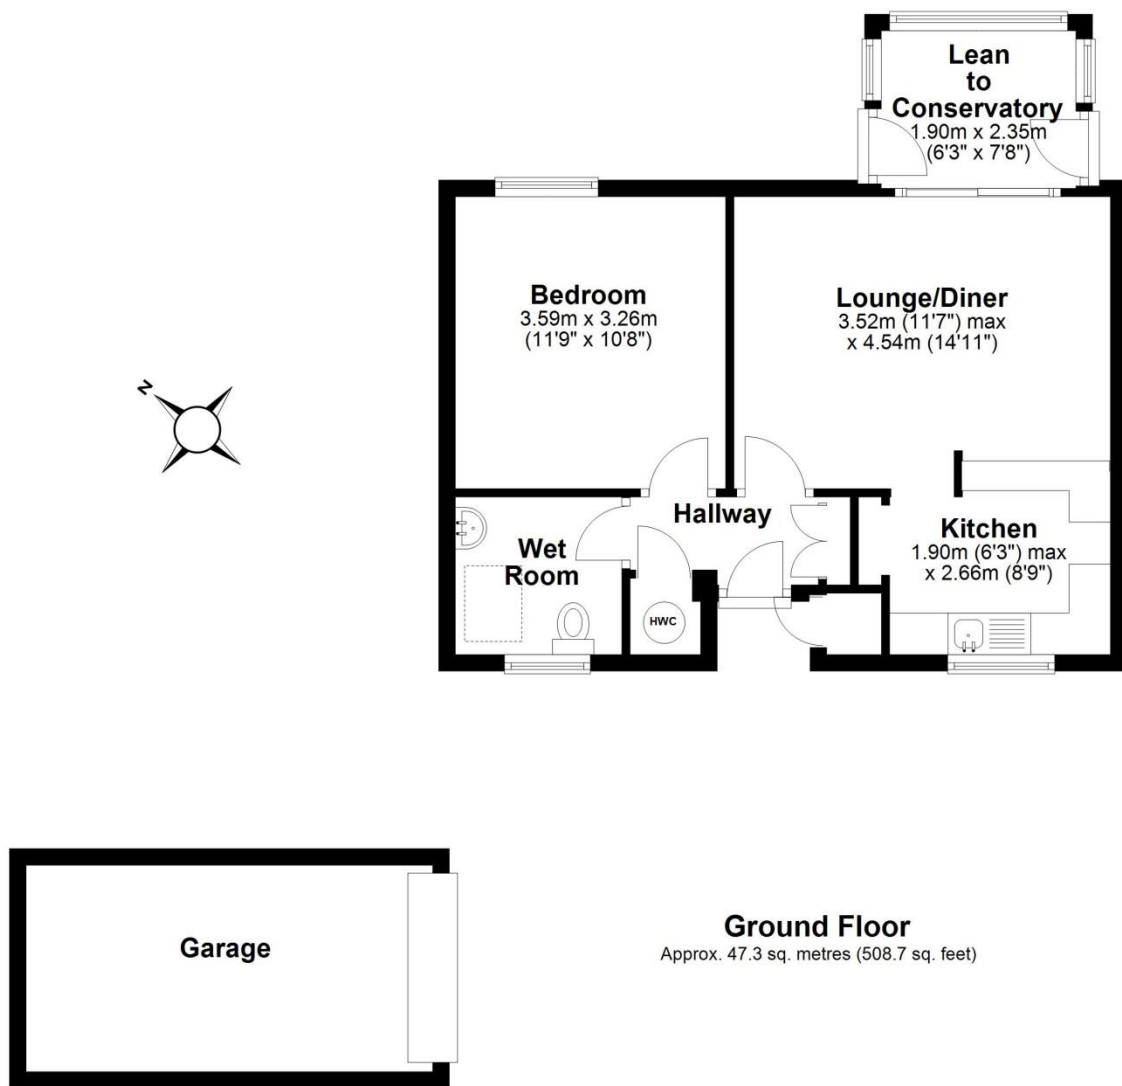 Lean
to
Conservatory
1.90m x 2.35m
(6'3" x 7'8")
Bedroom
3.59m x 3.26m
(11'9" x 10'8")
Lounge/Diner
3.52m (11'7") max
x 4.54m (14'11")
N
Hallway
Wet
Room
HWC
Kitchen
1.90m (6'3") max
x 2.66m (8'9")
Garage
Ground Floor
Approx. 47.3 sq. metres (508.7 sq. feet)